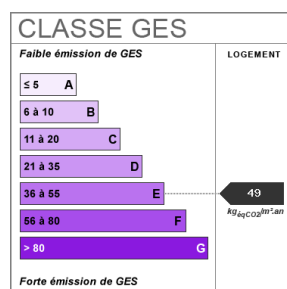 CLASSE GES
Faible émission de GES
LOGEMENT
≤ 5 A
6 à 10 B
11 à 20 C
21 à 35 D
36 à 55 E
49
kgéqCO2/m².an
56 à 80 F
> 80 G
Forte émission de GES